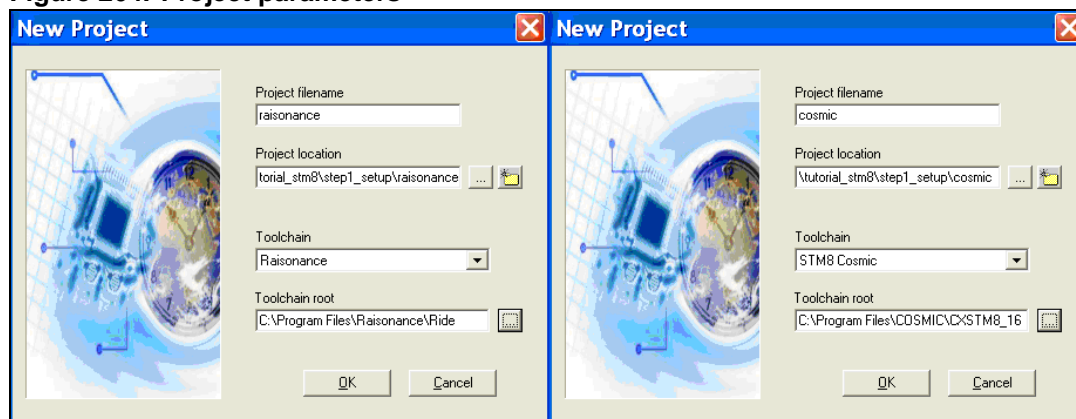 New Project
Project filename
raisonance
Project location
torial_stm8\step1_setup\raisonance
...
Toolchain
Raisonance
Toolchain root
C:\Program Files\Raisonance\Ride
...
OK
Cancel
New Project
Project filename
cosmic
Project location
\tutorial_stm8\step1_setup\cosmic
...
Toolchain
STM8 Cosmic
Toolchain root
C:\Program Files\COSMIC\CXSTM8_16
...
OK
Cancel